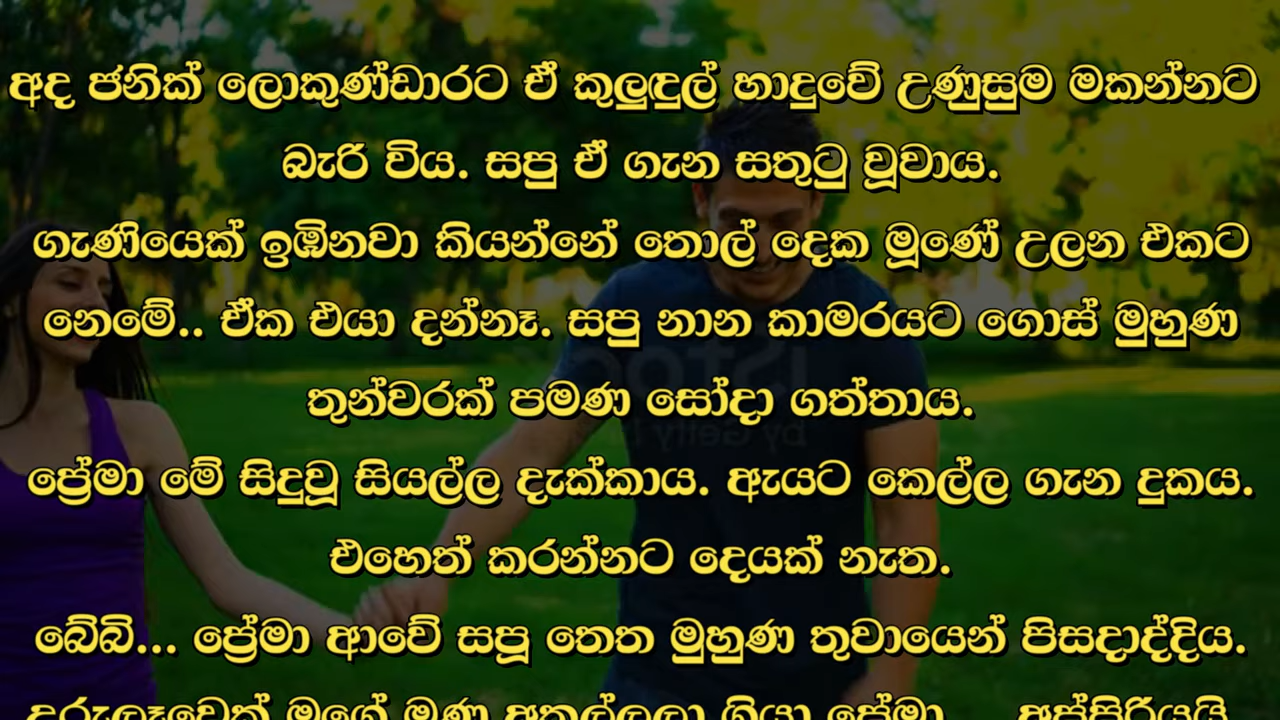 අද ජනික් ලොකුණ්ඩාරට ඒ කුලුඳුල් හාදුවේ උණුසුම මකන්නට
බැරි විය. සපු ඒ ගැන සතුටු වූවාය.
ගැණියෙක් ඉඹිනවා කියන්නේ තොල් දෙක මූණේ උලන එකට
නෙමේ.. ඒක එයා දන්නෑ. සපු නාන කාමරයට ගොස් මුහුණ
තුන්වරක් පමණ සෝදා ගත්තාය.
ප්‍රේමා මේ සිදුවූ සියල්ල දැක්කාය. ඇයට කෙල්ල ගැන දුකය.
එහෙත් කරන්නට දෙයක් නැත.
බේබි... ප්‍රේමා ආවේ සපූ තෙත මුහුණ තුවායෙන් පිසදාද්දිය.